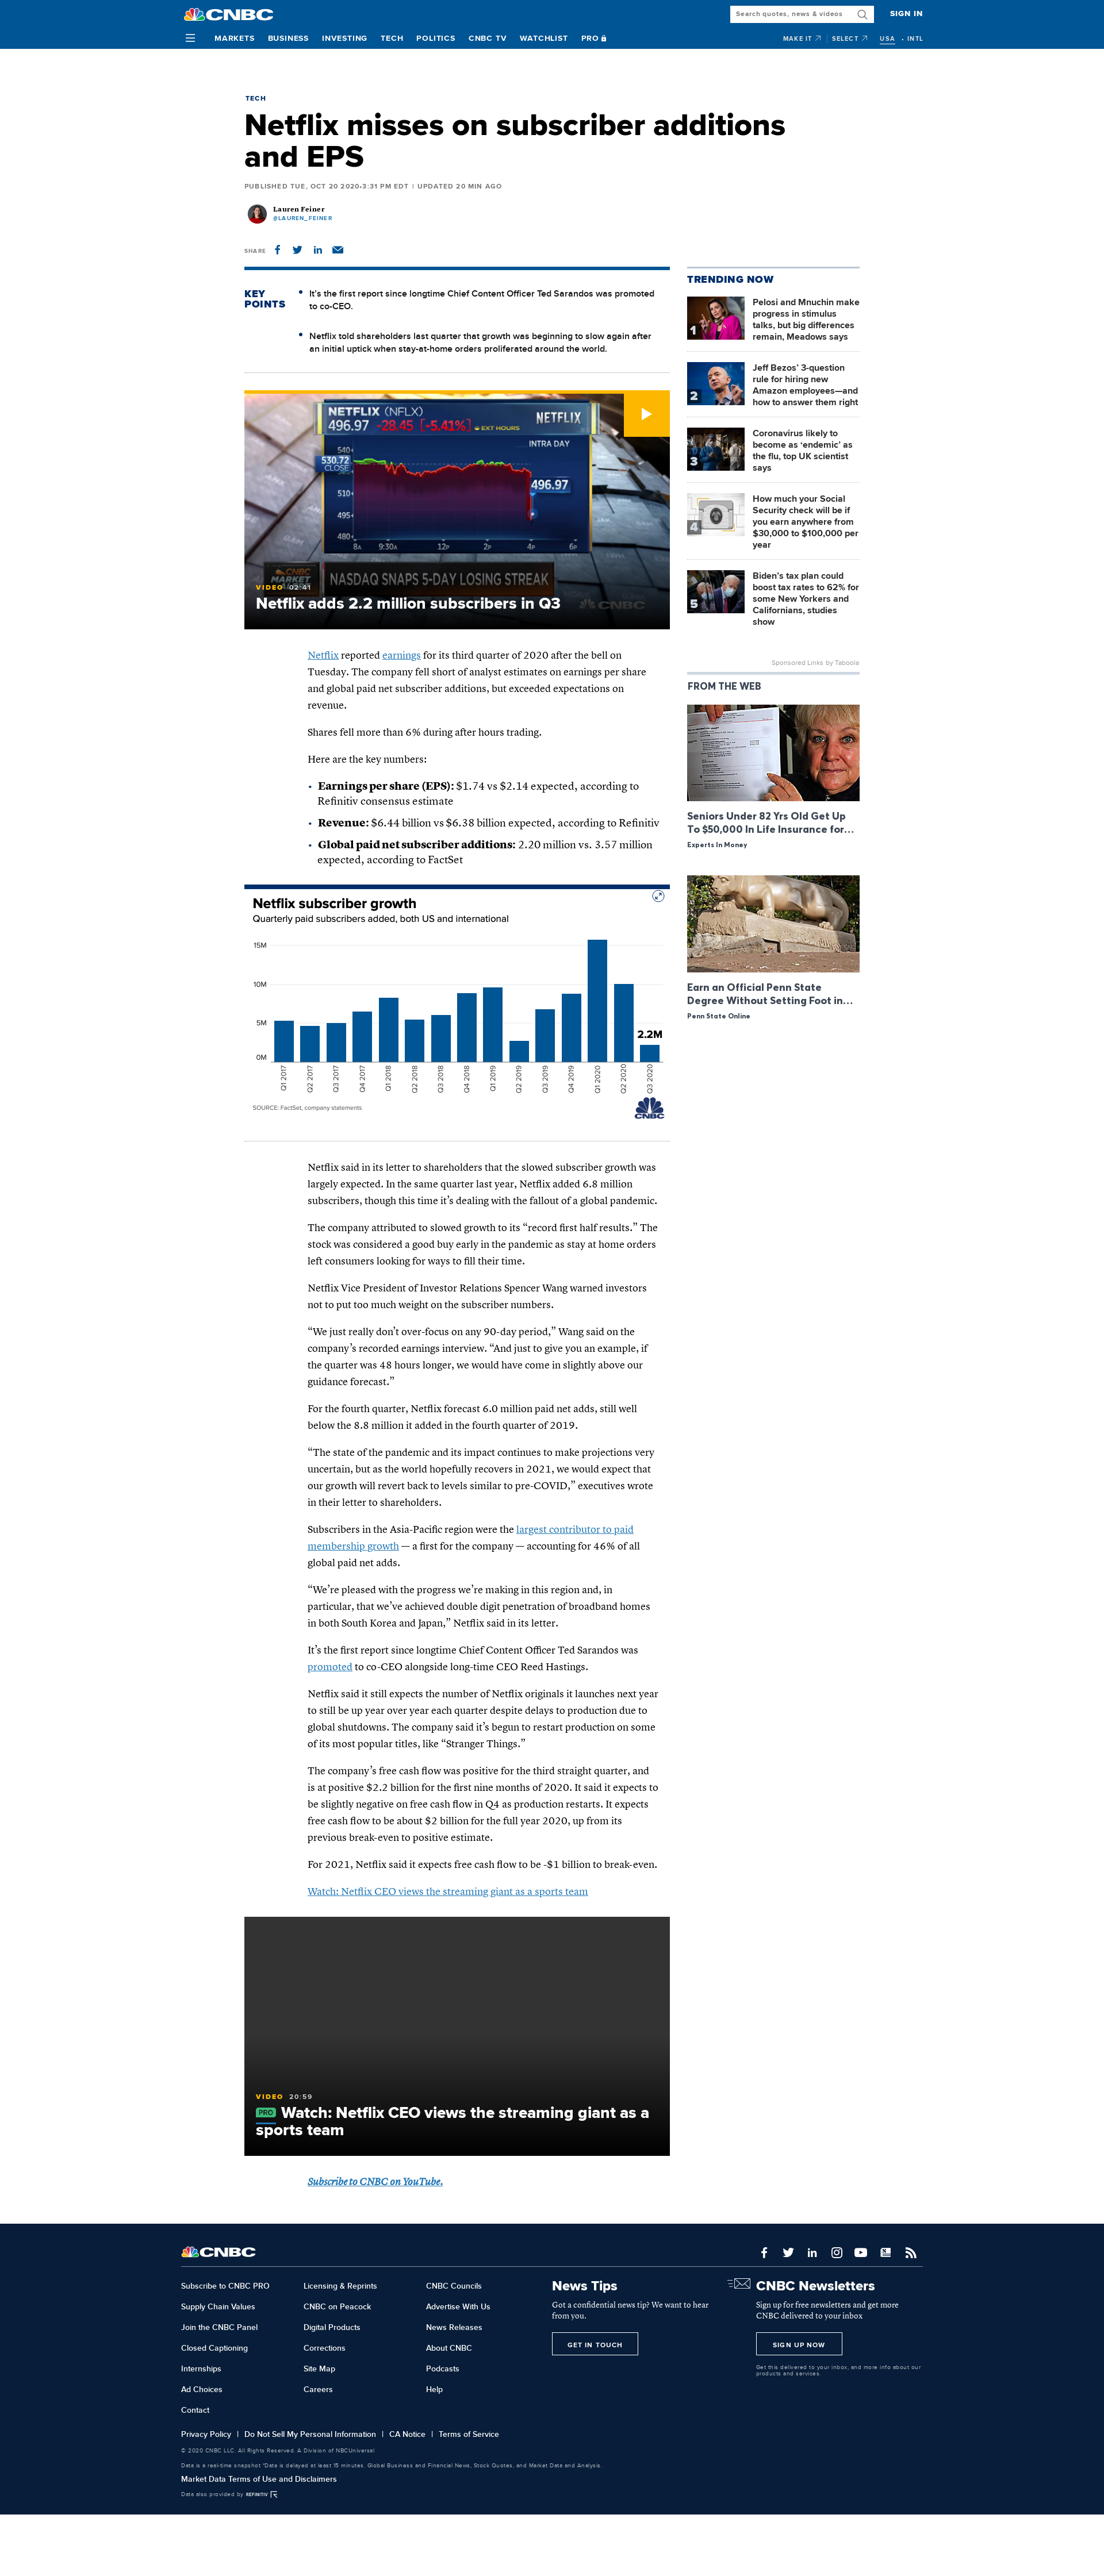 CNBC
Search quotes, news & videos
SIGN IN
MARKETS
BUSINESS
INVESTING
TECH
POLITICS
CNBC TV
WATCHLIST
PRO
MAKE IT
SELECT
USA • INTL
TECH
Netflix misses on subscriber additions
and EPS
PUBLISHED TUE, OCT 20 2020•3:31 PM EDT | UPDATED 20 MIN AGO
Lauren Feiner
@LAUREN_FEINER
SHARE
KEY
POINTS
It's the first report since longtime Chief Content Officer Ted Sarandos was promoted
to co-CEO.
Netflix told shareholders last quarter that growth was beginning to slow again after
an initial uptick when stay-at-home orders proliferated around the world.
NETFLIX (NFLX)
496.97 -28.45 [-5.41%] EXT HOURS
NETFLIX
INTRA DAY
540
530.72
CLOSE
510
496.97
495
480
8A 9:30A 12P 2P 4P 6P
CNBC
MARKET
NASDAQ SNAPS 5-DAY LOSING STREAK
VIDEO 02:41
Netflix adds 2.2 million subscribers in Q3
CNBC
Netflix reported earnings for its third quarter of 2020 after the bell on
Tuesday. The company fell short of analyst estimates on earnings per share
and global paid net subscriber additions, but exceeded expectations on
revenue.
Shares fell more than 6% during after hours trading.
Here are the key numbers:
Earnings per share (EPS): $1.74 vs $2.14 expected, according to
Refinitiv consensus estimate
Revenue: $6.44 billion vs $6.38 billion expected, according to Refinitiv
Global paid net subscriber additions: 2.20 million vs. 3.57 million
expected, according to FactSet
Netflix subscriber growth
Quarterly paid subscribers added, both US and international
15M
10M
5M
0M
2.2M
Q1 2017
Q2 2017
Q3 2017
Q4 2017
Q1 2018
Q2 2018
Q3 2018
Q4 2018
Q1 2019
Q2 2019
Q3 2019
Q4 2019
Q1 2020
Q2 2020
Q3 2020
SOURCE: FactSet, company statements
CNBC
Netflix said in its letter to shareholders that the slowed subscriber growth was
largely expected. In the same quarter last year, Netflix added 6.8 million
subscribers, though this time it's dealing with the fallout of a global pandemic.
The company attributed to slowed growth to its “record first half results.” The
stock was considered a good buy early in the pandemic as stay at home orders
left consumers looking for ways to fill their time.
Netflix Vice President of Investor Relations Spencer Wang warned investors
not to put too much weight on the subscriber numbers.
“We just really don’t over-focus on any 90-day period,” Wang said on the
company’s recorded earnings interview. “And just to give you an example, if
the quarter was 48 hours longer, we would have come in slightly above our
guidance forecast.”
For the fourth quarter, Netflix forecast 6.0 million paid net adds, still well
below the 8.8 million it added in the fourth quarter of 2019.
“The state of the pandemic and its impact continues to make projections very
uncertain, but as the world hopefully recovers in 2021, we would expect that
our growth will revert back to levels similar to pre-COVID,” executives wrote
in their letter to shareholders.
Subscribers in the Asia-Pacific region were the largest contributor to paid
membership growth — a first for the company — accounting for 46% of all
global paid net adds.
“We’re pleased with the progress we’re making in this region and, in
particular, that we’ve achieved double digit penetration of broadband homes
in both South Korea and Japan,” Netflix said in its letter.
It’s the first report since longtime Chief Content Officer Ted Sarandos was
promoted to co-CEO alongside long-time CEO Reed Hastings.
Netflix said it still expects the number of Netflix originals it launches next year
to still be up year over year each quarter despite delays to production due to
global shutdowns. The company said it’s begun to restart production on some
of its most popular titles, like “Stranger Things.”
The company’s free cash flow was positive for the third straight quarter, and
is at positive $2.2 billion for the first nine months of 2020. It said it expects to
be slightly negative on free cash flow in Q4 as production restarts. It expects
free cash flow to be about $2 billion for the full year 2020, up from its
previous break-even to positive estimate.
For 2021, Netflix said it expects free cash flow to be -$1 billion to break-even.
Watch: Netflix CEO views the streaming giant as a sports team
VIDEO 20:59
PRO Watch: Netflix CEO views the streaming giant as a
sports team
Subscribe to CNBC on YouTube.
TRENDING NOW
1
Pelosi and Mnuchin make
progress in stimulus
talks, but big differences
remain, Meadows says
2
Jeff Bezos’ 3-question
rule for hiring new
Amazon employees—and
how to answer them right
3
Coronavirus likely to
become as ‘endemic’ as
the flu, top UK scientist
says
4
How much your Social
Security check will be if
you earn anywhere from
$30,000 to $100,000 per
year
5
Biden’s tax plan could
boost tax rates to 62% for
some New Yorkers and
Californians, studies
show
Sponsored Links by Taboola
FROM THE WEB
Seniors Under 82 Yrs Old Get Up
To $50,000 In Life Insurance for…
Experts In Money
Earn an Official Penn State
Degree Without Setting Foot in…
Penn State Online
CNBC
Subscribe to CNBC PRO
Supply Chain Values
Join the CNBC Panel
Closed Captioning
Internships
Ad Choices
Contact
Licensing & Reprints
CNBC on Peacock
Digital Products
Corrections
Site Map
Careers
CNBC Councils
Advertise With Us
News Releases
About CNBC
Podcasts
Help
News Tips
Got a confidential news tip? We want to hear
from you.
GET IN TOUCH
CNBC Newsletters
Sign up for free newsletters and get more
CNBC delivered to your inbox
SIGN UP NOW
Get this delivered to your inbox, and more info about our
products and services.
Privacy Policy | Do Not Sell My Personal Information | CA Notice | Terms of Service
© 2020 CNBC LLC. All Rights Reserved. A Division of NBCUniversal
Data is a real-time snapshot *Data is delayed at least 15 minutes. Global Business and Financial News, Stock Quotes, and Market Data and Analysis.
Market Data Terms of Use and Disclaimers
Data also provided by REFINITIV